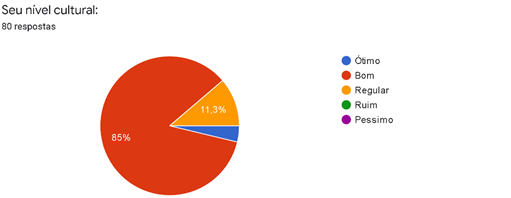 Seu nível cultural:
80 respostas
Ótimo
Bom
Regular
Ruim
Pessimo
11,3%
85%